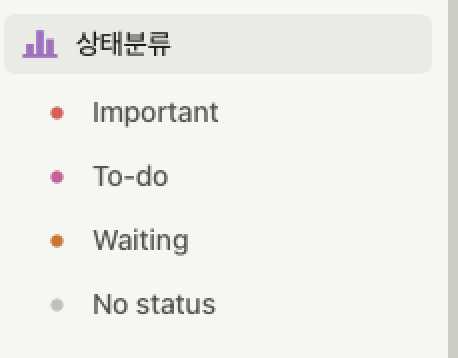 상태분류
Important
To-do
Waiting
No status